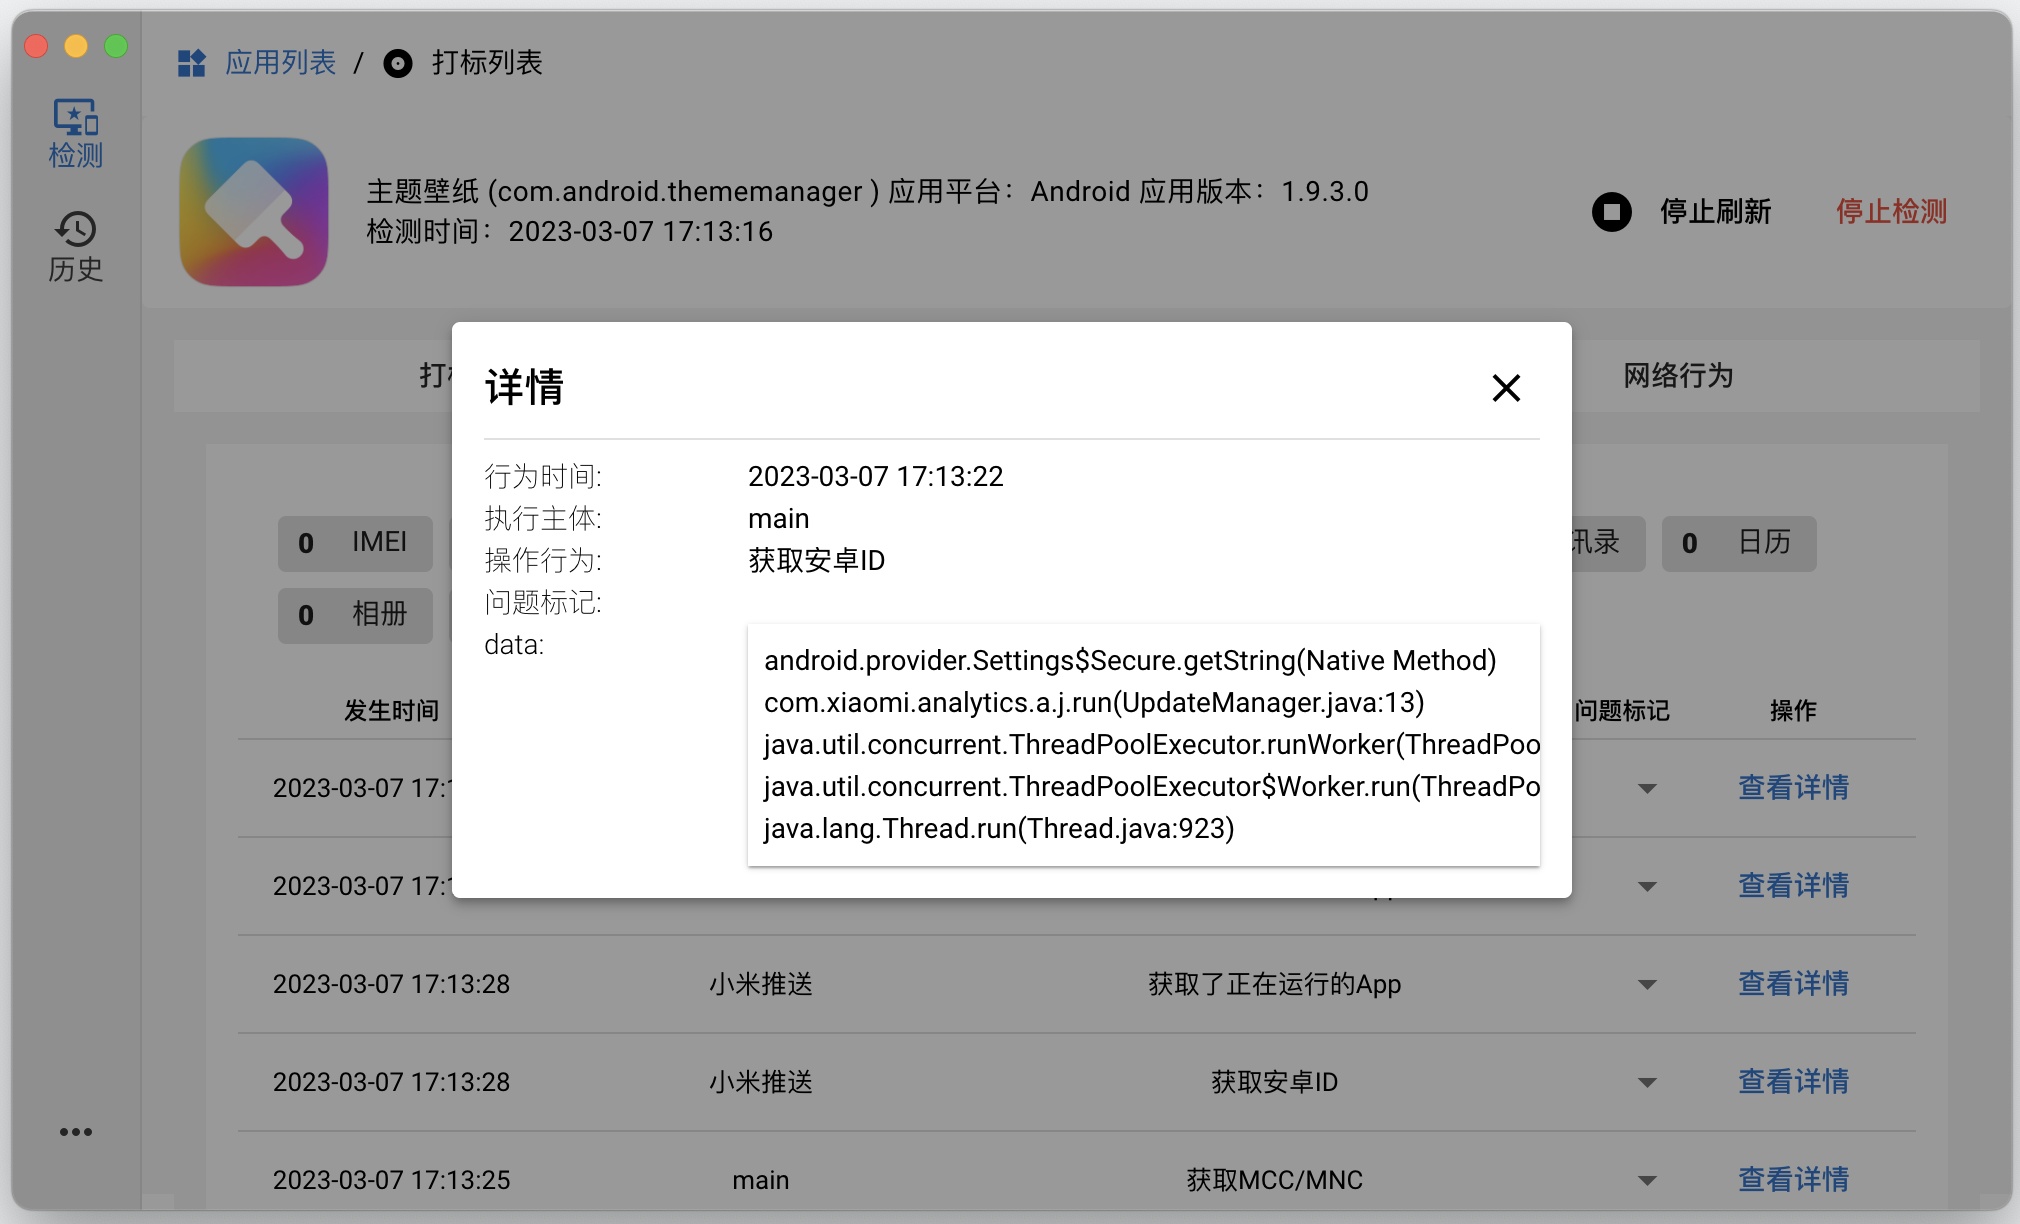 应用列表 / 打标列表
检测
历史
主题壁纸 (com.android.thememanager ) 应用平台：Android 应用版本：1.9.3.0
检测时间：2023-03-07 17:13:16
停止刷新
停止检测
打
网络行为
详情
行为时间: 2023-03-07 17:13:22
执行主体: main
操作行为: 获取安卓ID
问题标记:
data:
android.provider.Settings$Secure.getString(Native Method)
com.xiaomi.analytics.a.j.run(UpdateManager.java:13)
java.util.concurrent.ThreadPoolExecutor.runWorker(ThreadPoo
java.util.concurrent.ThreadPoolExecutor$Worker.run(ThreadPo
java.lang.Thread.run(Thread.java:923)
0 IMEI
讯录
0 日历
0 相册
发生时间 问题标记 操作
2023-03-07 17: 查看详情
2023-03-07 17: 查看详情
2023-03-07 17:13:28 小米推送 获取了正在运行的App 查看详情
2023-03-07 17:13:28 小米推送 获取安卓ID 查看详情
2023-03-07 17:13:25 main 获取MCC/MNC 查看详情